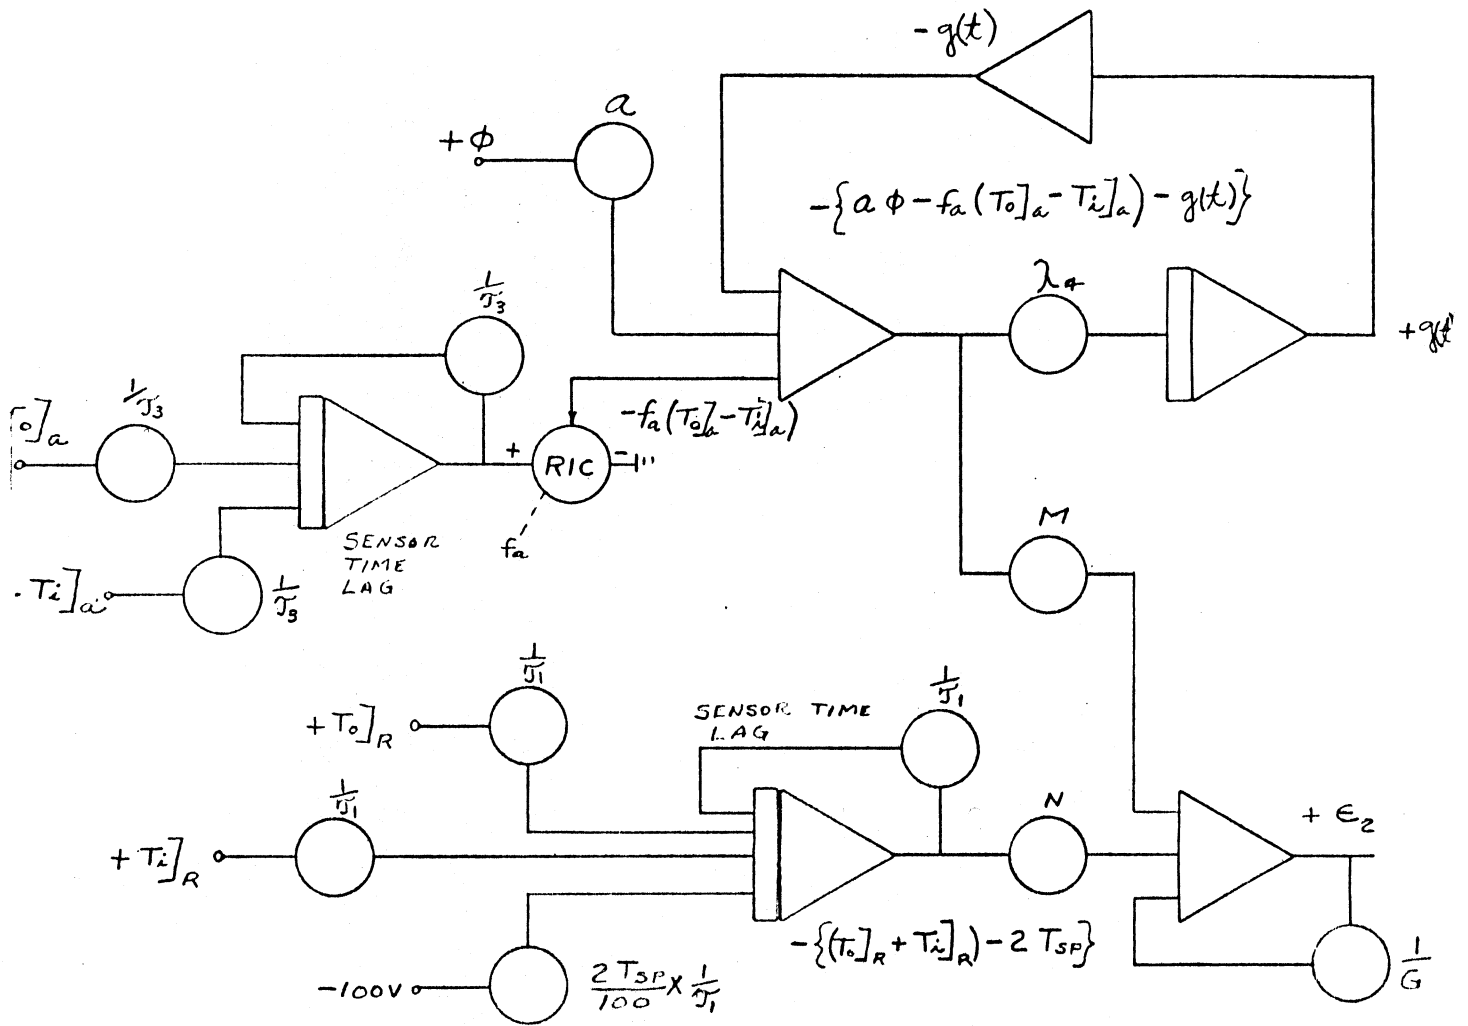 - g(t)
a
+ φ
-{a φ - fa (To]a - Ti]a) - g(t)}
1/τ3
λ4
+ g(t)
1/τ3
o]a
- fa (To]a - Ti]a)
+
RIC
-
fa
SENSOR
TIME
LAG
. Ti]a
1/τ3
M
1/τ1
+ To]R
SENSOR TIME
LAG
1/τ1
1/τ1
N
+ ϵ2
+ Ti]R
-{(To]R + Ti]R) - 2 TSP}
-100V
2 TSP/100 X 1/τ1
1/G